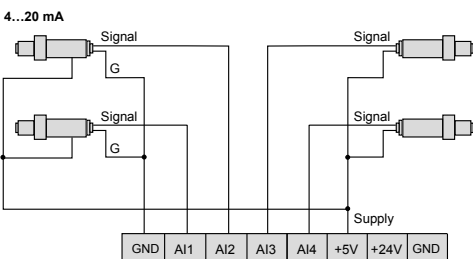 4…20 mA
Signal
Signal
G
Signal
Signal
G
Supply
GND AI1 AI2 AI3 AI4 +5V +24V GND